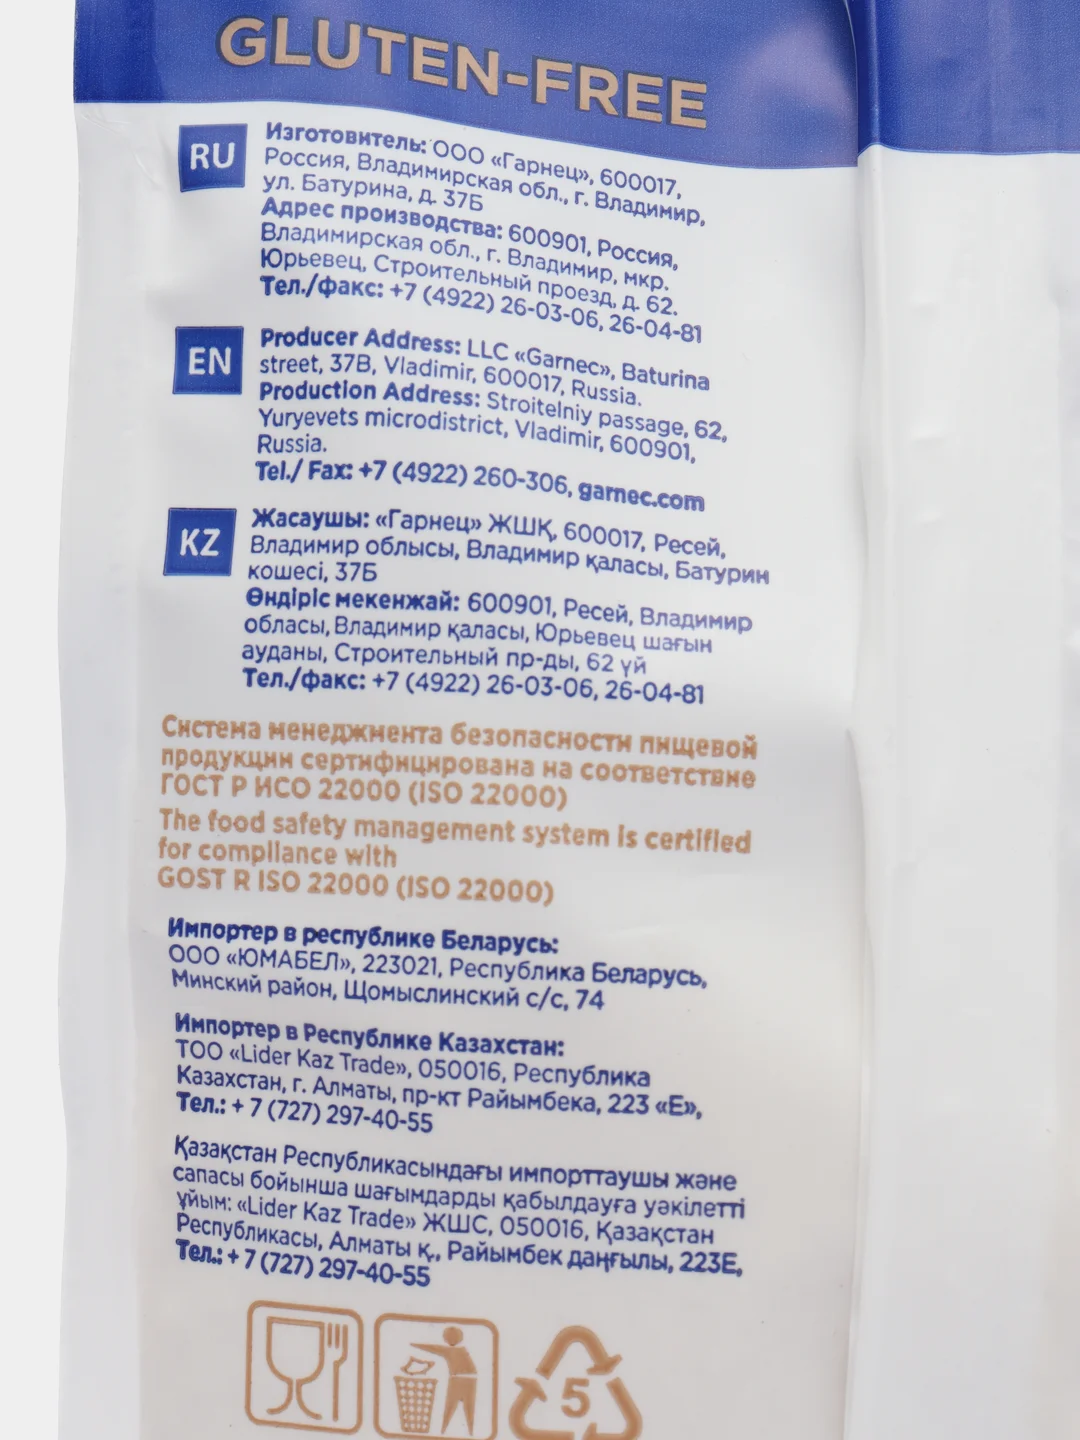 GLUTEN-FREE
RU
Изготовитель: ООО «Гарнец», 600017,
Россия, Владимирская обл., г. Владимир,
ул. Батурина, д. 37Б
Адрес производства: 600901, Россия,
Владимирская обл., г. Владимир, мкр.
Юрьевец, Строительный проезд, д. 62.
Тел./факс: +7 (4922) 26-03-06, 26-04-81
EN
Producer Address: LLC «Garnec», Baturina
street, 37B, Vladimir, 600017, Russia.
Production Address: Stroitelniy passage, 62,
Yuryevets microdistrict, Vladimir, 600901,
Russia.
Tel./ Fax: +7 (4922) 260-306, garnec.com
KZ
Жасаушы: «Гарнец» ЖШҚ, 600017, Ресей,
Владимир облысы, Владимир қаласы, Батурин
көшесі, 37Б
Өндіріс мекенжай: 600901, Ресей, Владимир
обласы, Владимир қаласы, Юрьевец шағын
ауданы, Строительный пр-ды, 62 үй
Тел./факс: +7 (4922) 26-03-06, 26-04-81
Система менеджмента безопасности пищевой
продукции сертифицирована на соответствие
ГОСТ Р ИСО 22000 (ISO 22000)
The food safety management system is certified
for compliance with
GOST R ISO 22000 (ISO 22000)
Импортер в республике Беларусь:
ООО «ЮМАБЕЛ», 223021, Республика Беларусь,
Минский район, Щомыслинский с/с, 74
Импортер в Республике Казахстан:
ТОО «Lider Kaz Trade», 050016, Республика
Казахстан, г. Алматы, пр-кт Райымбека, 223 «Е»,
Тел.: + 7 (727) 297-40-55
Қазақстан Республикасындағы импорттаушы және
сапасы бойынша шағымдарды қабылдауға уәкілетті
ұйым: «Lider Kaz Trade» ЖШС, 050016, Қазақстан
Республикасы, Алматы қ., Райымбек даңғылы, 223Е,
Тел.: + 7 (727) 297-40-55
5